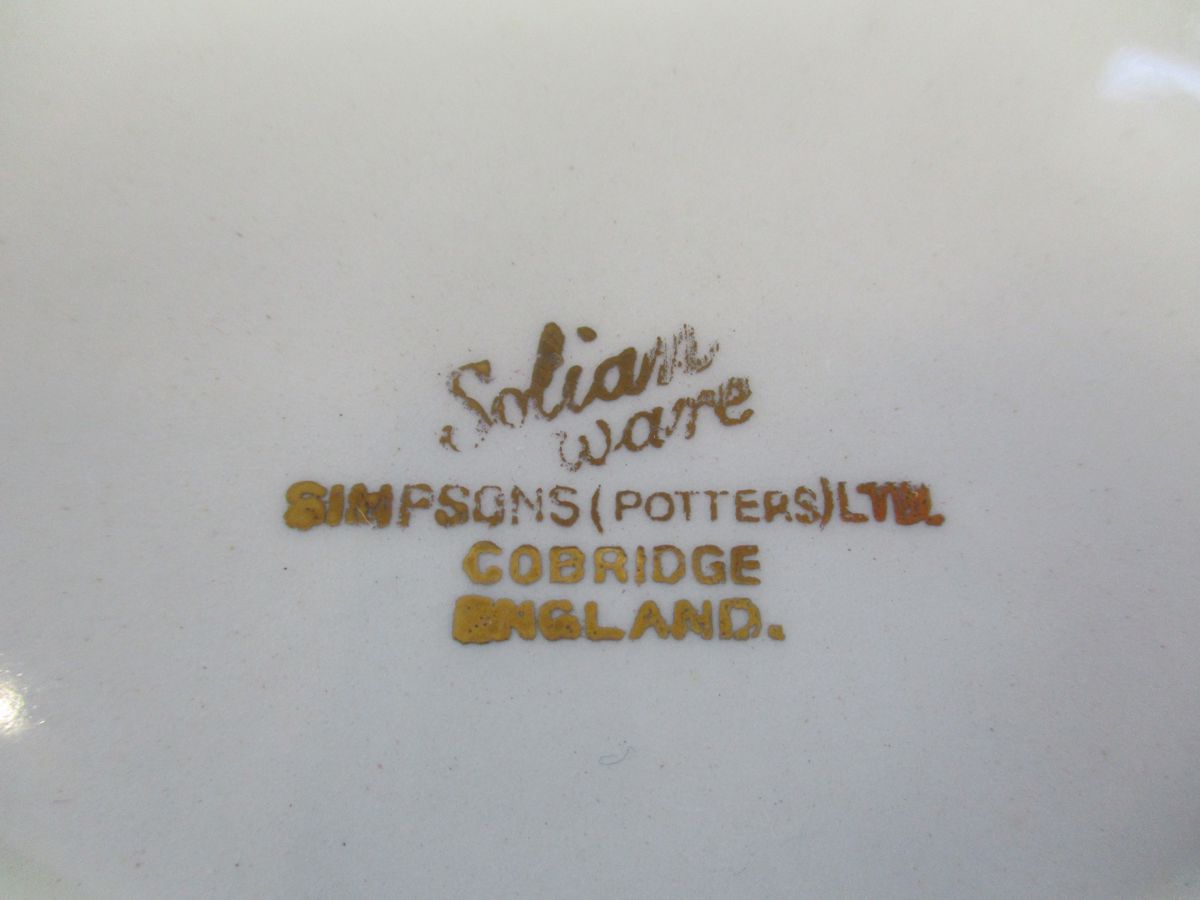 Solian
ware
SIMPSONS (POTTERS) LTD.
COBRIDGE
ENGLAND.